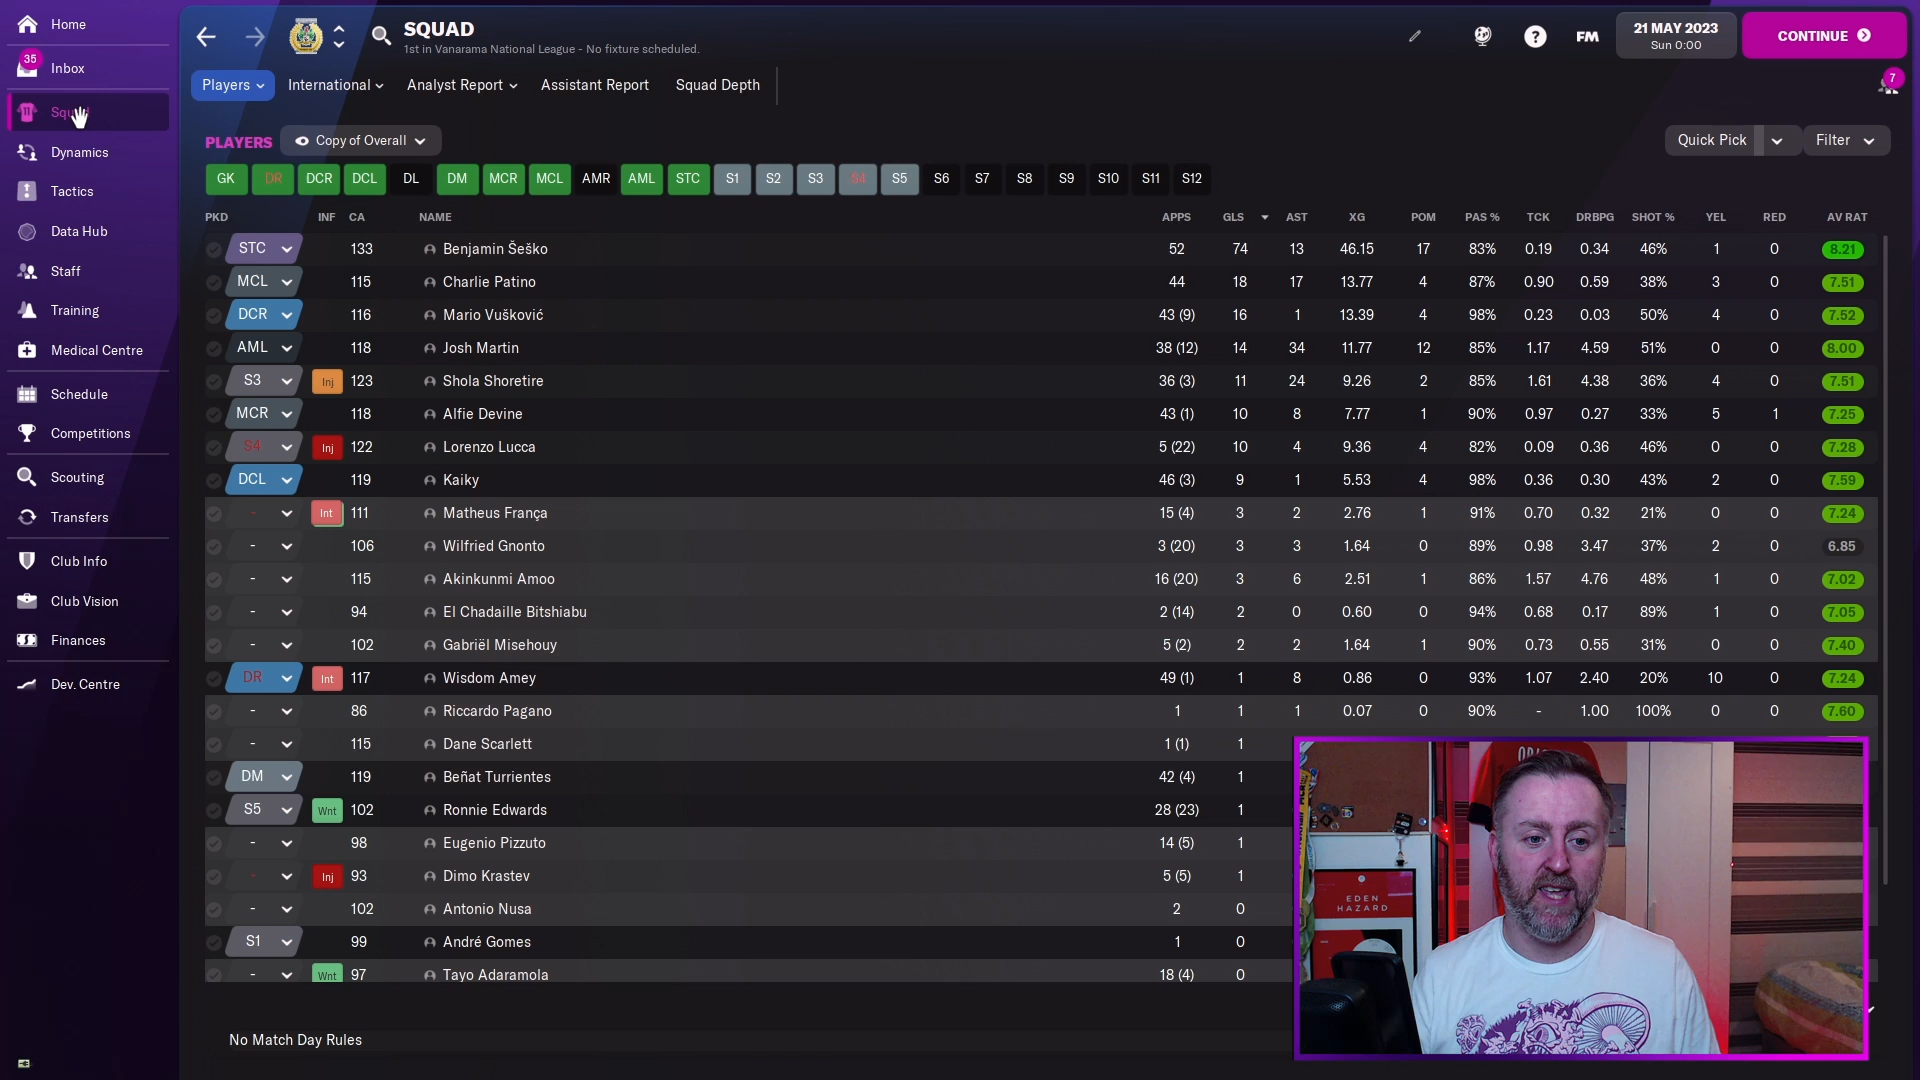 Home
35
Inbox
Squad
Dynamics
Tactics
Data Hub
Staff
Training
Medical Centre
Schedule
Competitions
Scouting
Transfers
Club Info
Club Vision
Finances
Dev. Centre
SQUAD
1st in Vanarama National League - No fixture scheduled.
? FM
21 MAY 2023
Sun 0:00
CONTINUE
Players International Analyst Report Assistant Report Squad Depth
7
PLAYERS Copy of Overall Quick Pick Filter
GK DR DCR DCL DL DM MCR MCL AMR AML STC S1 S2 S3 S4 S5 S6 S7 S8 S9 S10 S11 S12
PKD INF CA NAME APPS GLS AST XG POM PAS % TCK DRBPG SHOT % YEL RED AV RAT
STC 133 Benjamin Šeško 52 74 13 46.15 17 83% 0.19 0.34 46% 1 0 8.21
MCL 115 Charlie Patino 44 18 17 13.77 4 87% 0.90 0.59 38% 3 0 7.51
DCR 116 Mario Vušković 43 (9) 16 1 13.39 4 98% 0.23 0.03 50% 4 0 7.52
AML 118 Josh Martin 38 (12) 14 34 11.77 12 85% 1.17 4.59 51% 0 0 8.00
S3 Inj 123 Shola Shoretire 36 (3) 11 24 9.26 2 85% 1.61 4.38 36% 4 0 7.51
MCR 118 Alfie Devine 43 (1) 10 8 7.77 1 90% 0.97 0.27 33% 5 1 7.25
S4 Inj 122 Lorenzo Lucca 5 (22) 10 4 9.36 4 82% 0.09 0.36 46% 0 0 7.28
DCL 119 Kaiky 46 (3) 9 1 5.53 4 98% 0.36 0.30 43% 2 0 7.59
- Int 111 Matheus França 15 (4) 3 2 2.76 1 91% 0.70 0.32 21% 0 0 7.24
- 106 Wilfried Gnonto 3 (20) 3 3 1.64 0 89% 0.98 3.47 37% 2 0 6.85
- 115 Akinkunmi Amoo 16 (20) 3 6 2.51 1 86% 1.57 4.76 48% 1 0 7.02
- 94 El Chadaille Bitshiabu 2 (14) 2 0 0.60 0 94% 0.68 0.17 89% 1 0 7.05
- 102 Gabriël Misehouy 5 (2) 2 2 1.64 1 90% 0.73 0.55 31% 0 0 7.40
DR Int 117 Wisdom Amey 49 (1) 1 8 0.86 0 93% 1.07 2.40 20% 10 0 7.24
- 86 Riccardo Pagano 1 1 1 0.07 0 90% - 1.00 100% 0 0 7.60
- 115 Dane Scarlett 1 (1) 1
DM 119 Beñat Turrientes 42 (4) 1
S5 Wnt 102 Ronnie Edwards 28 (23) 1
- 98 Eugenio Pizzuto 14 (5) 1
- Inj 93 Dimo Krastev 5 (5) 1
- 102 Antonio Nusa 2 0
S1 99 André Gomes 1 0
- Wnt 97 Tayo Adaramola 18 (4) 0
No Match Day Rules
EDEN
HAZARD